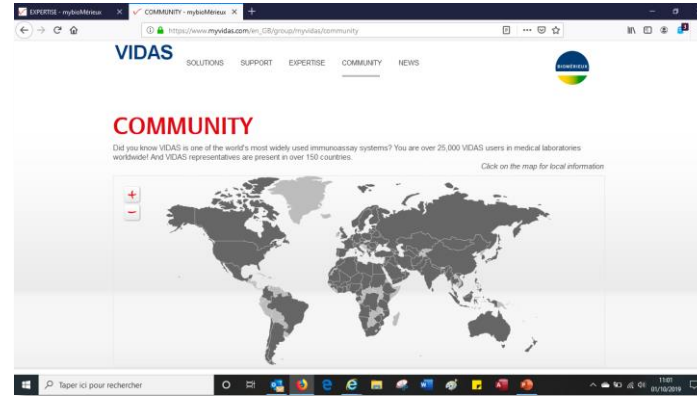 EXPERTISE - mybioMérieux
COMMUNITY - mybioMérieux
https://www.myvidas.com/en_GB/group/myvidas/community
VIDAS
SOLUTIONS SUPPORT EXPERTISE COMMUNITY NEWS
BIOMÉRIEUX
COMMUNITY
Did you know VIDAS is one of the world's most widely used immunoassay systems? You are over 25,000 VIDAS users in medical laboratories
worldwide! And VIDAS representatives are present in over 150 countries.
Click on the map for local information
Taper ici pour rechercher
11:01
01/10/2019